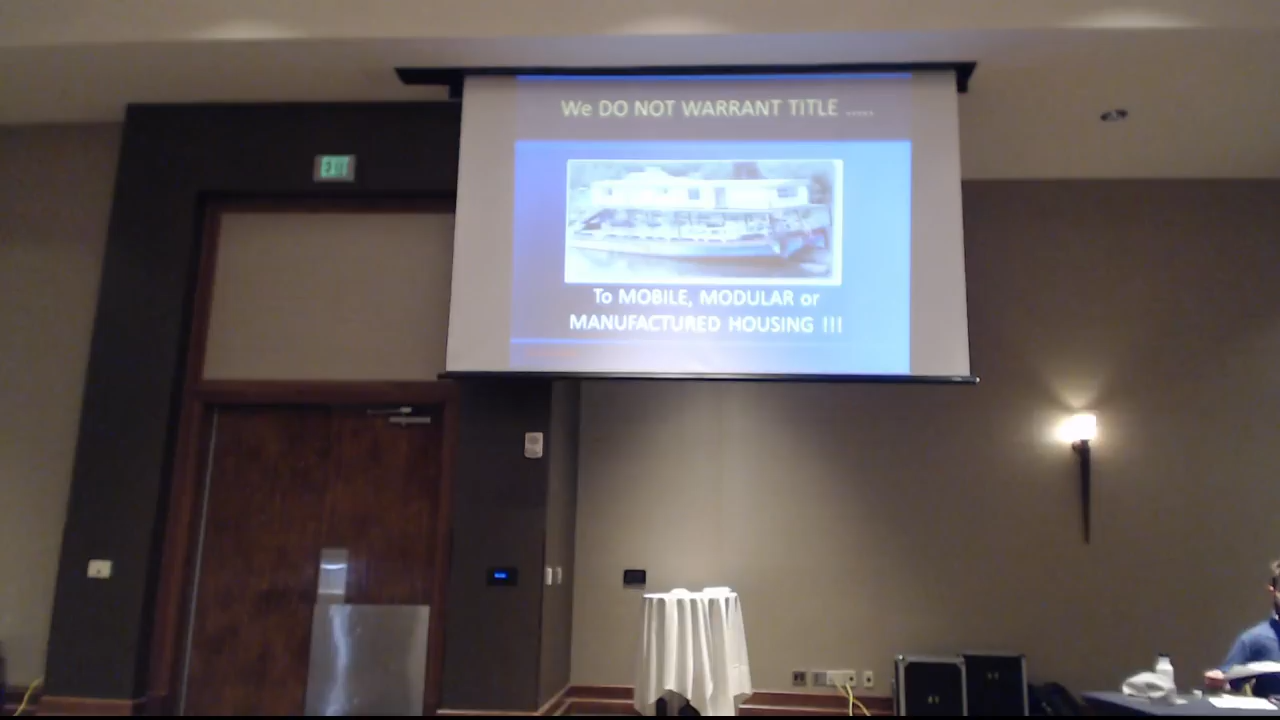 We DO NOT WARRANT TITLE .....
EXIT
To MOBILE, MODULAR or
MANUFACTURED HOUSING !!!